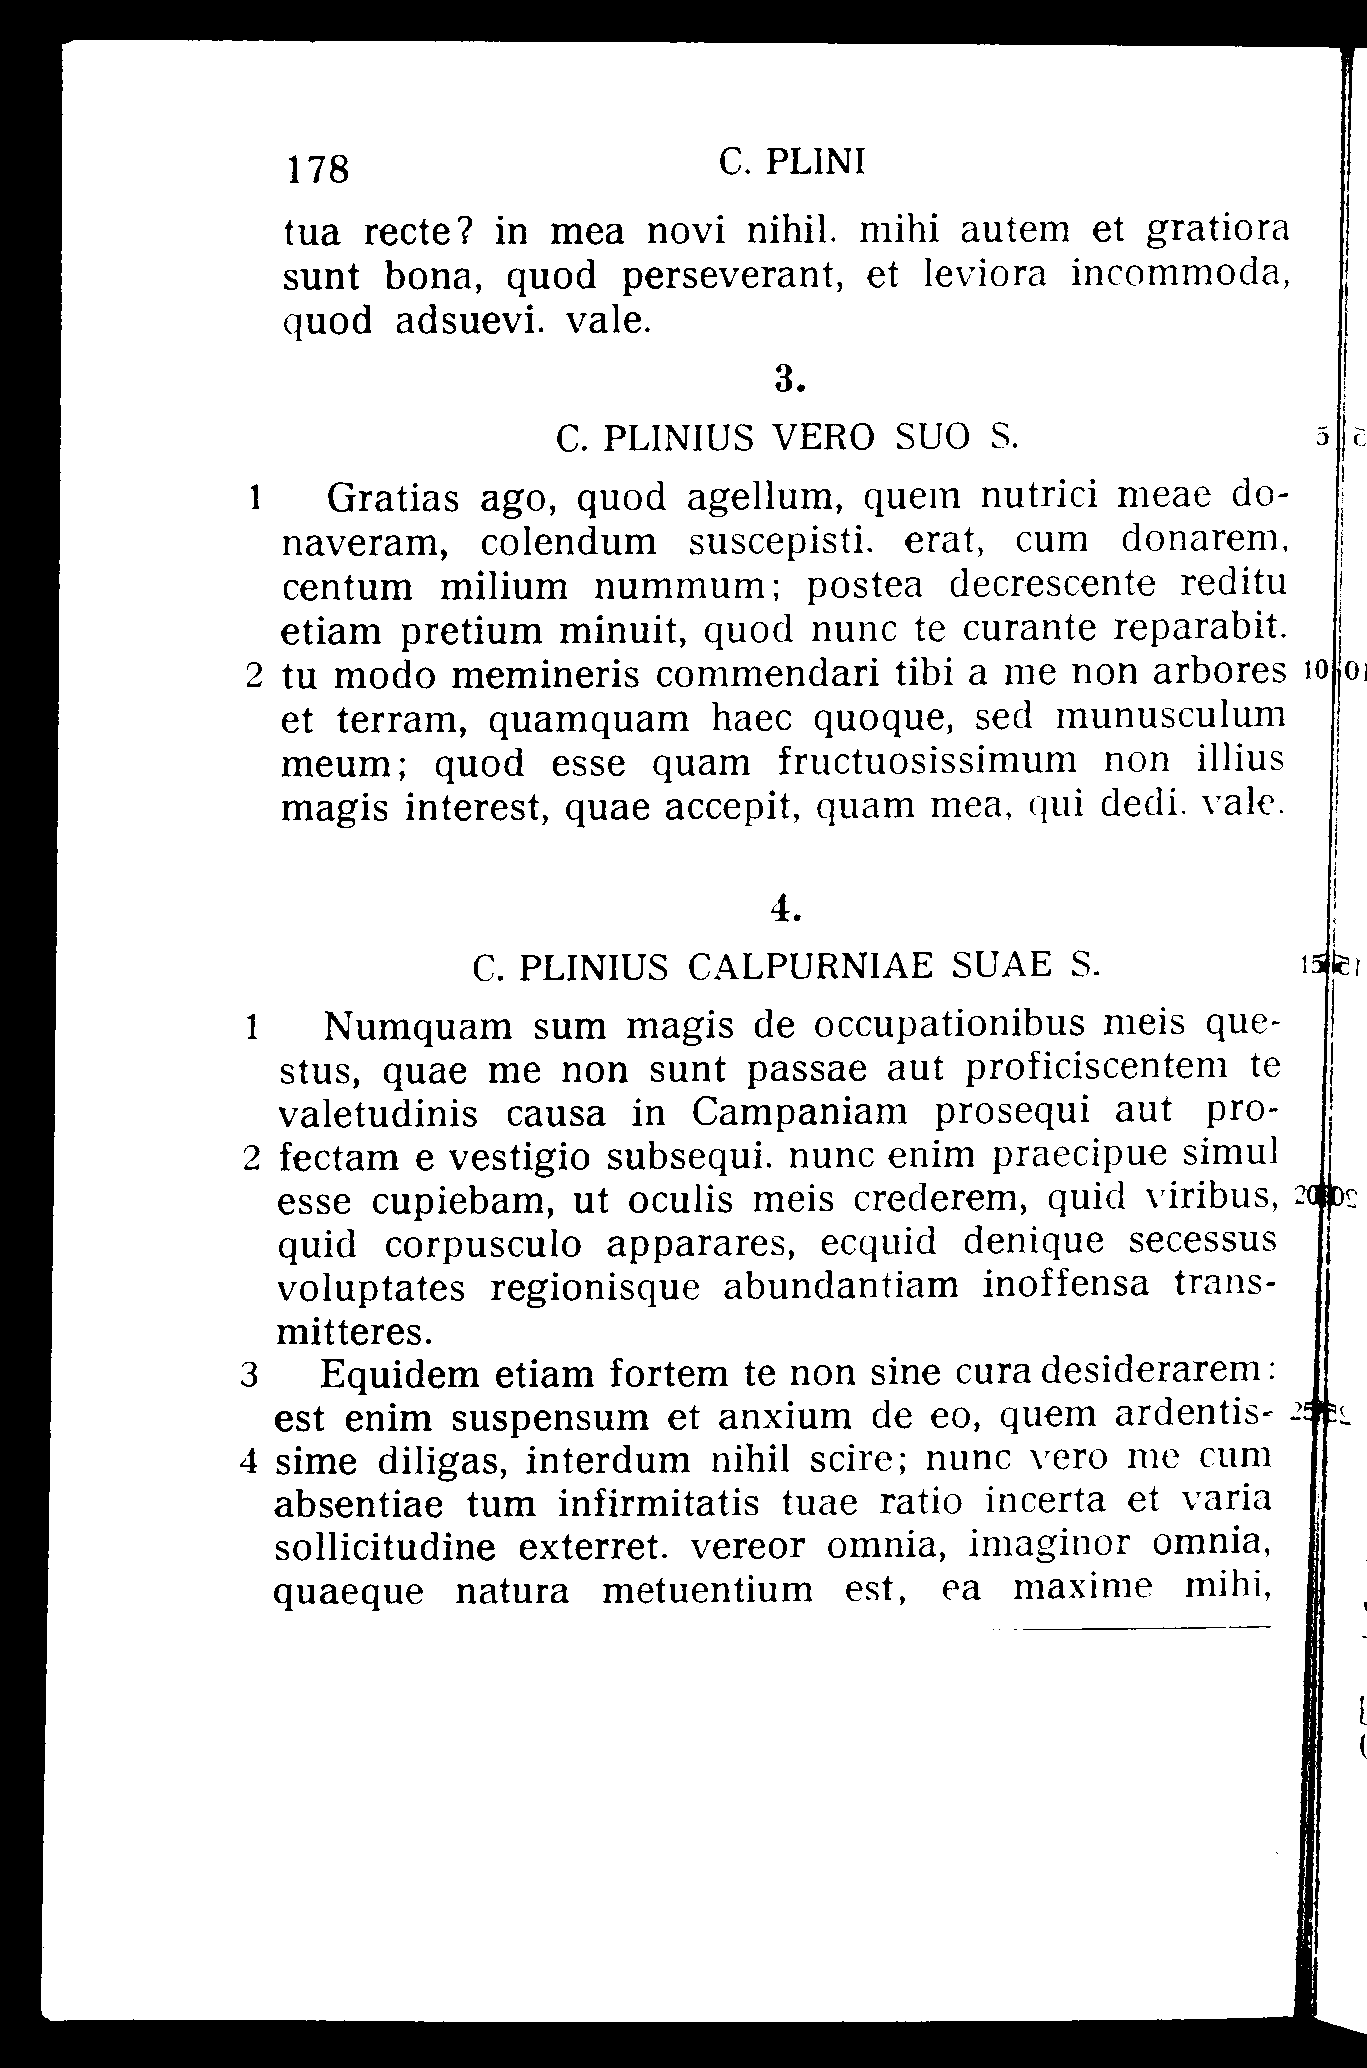 178 C. PLINI
tua recte? in mea novi nihil. mihi autem et gratiora
sunt bona, quod perseverant, et leviora incommoda,
quod adsuevi. vale.
3.
C. PLINIUS VERO SUO S. 5
1 Gratias ago, quod agellum, quem nutrici meae do-
naveram, colendum suscepisti. erat, cum donarem,
centum milium nummum; postea decrescente reditu
etiam pretium minuit, quod nunc te curante reparabit.
2 tu modo memineris commendari tibi a me non arbores 10
et terram, quamquam haec quoque, sed munusculum
meum; quod esse quam fructuosissimum non illius
magis interest, quae accepit, quam mea, qui dedi. vale.
4.
C. PLINIUS CALPURNIAE SUAE S. 15
1 Numquam sum magis de occupationibus meis que-
stus, quae me non sunt passae aut proficiscentem te
valetudinis causa in Campaniam prosequi aut pro-
2 fectam e vestigio subsequi. nunc enim praecipue simul
esse cupiebam, ut oculis meis crederem, quid viribus, 20
quid corpusculo apparares, ecquid denique secessus
voluptates regionisque abundantiam inoffensa trans-
mitteres.
3 Equidem etiam fortem te non sine cura desiderarem:
est enim suspensum et anxium de eo, quem ardentis- 25
4 sime diligas, interdum nihil scire; nunc vero me cum
absentiae tum infirmitatis tuae ratio incerta et varia
sollicitudine exterret. vereor omnia, imaginor omnia,
quaeque natura metuentium est, ea maxime mihi,